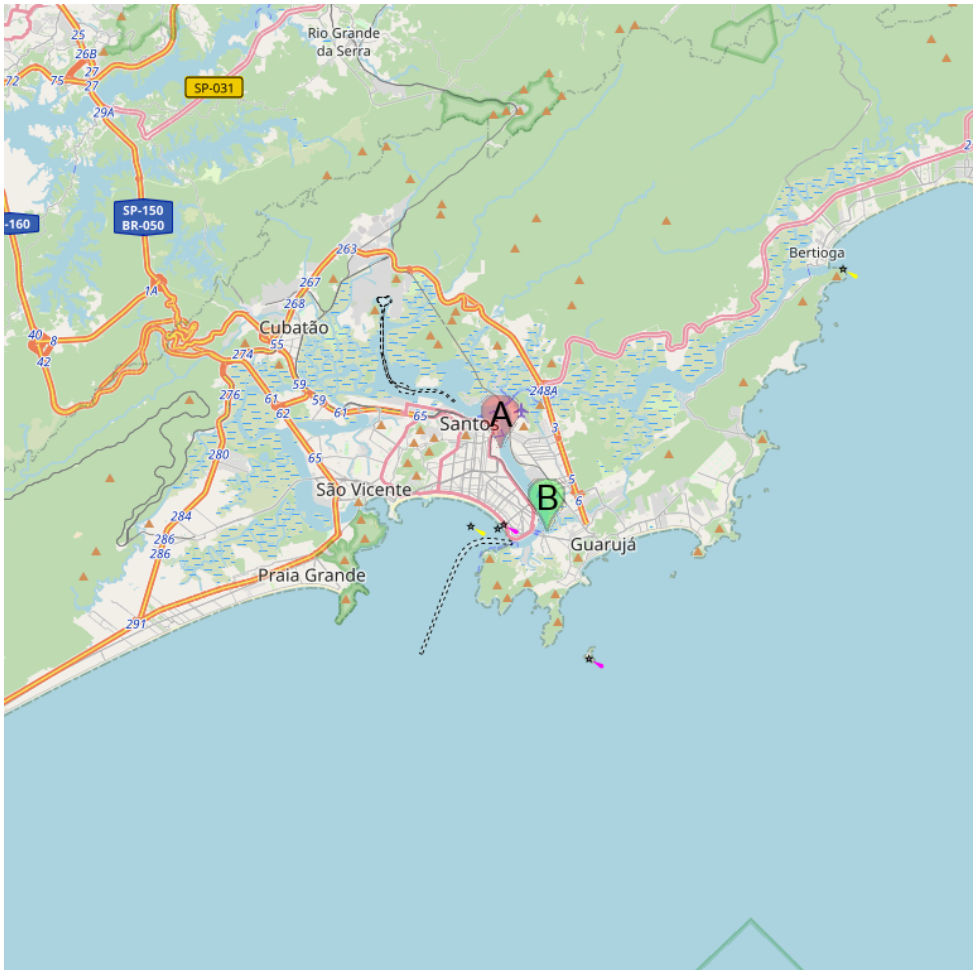 25
Rio Grande
da Serra
26B
27
72
75
27
SP-031
29A
2
SP-150
BR-050
-160
263
Bertioga
267
1A
268
Cubatão
40
8
55
42
274
59
248A
276
61
59
A
62
61
65
Santos
3
280
65
5
São Vicente
B
6
284
286
Guarujá
286
Praia Grande
291